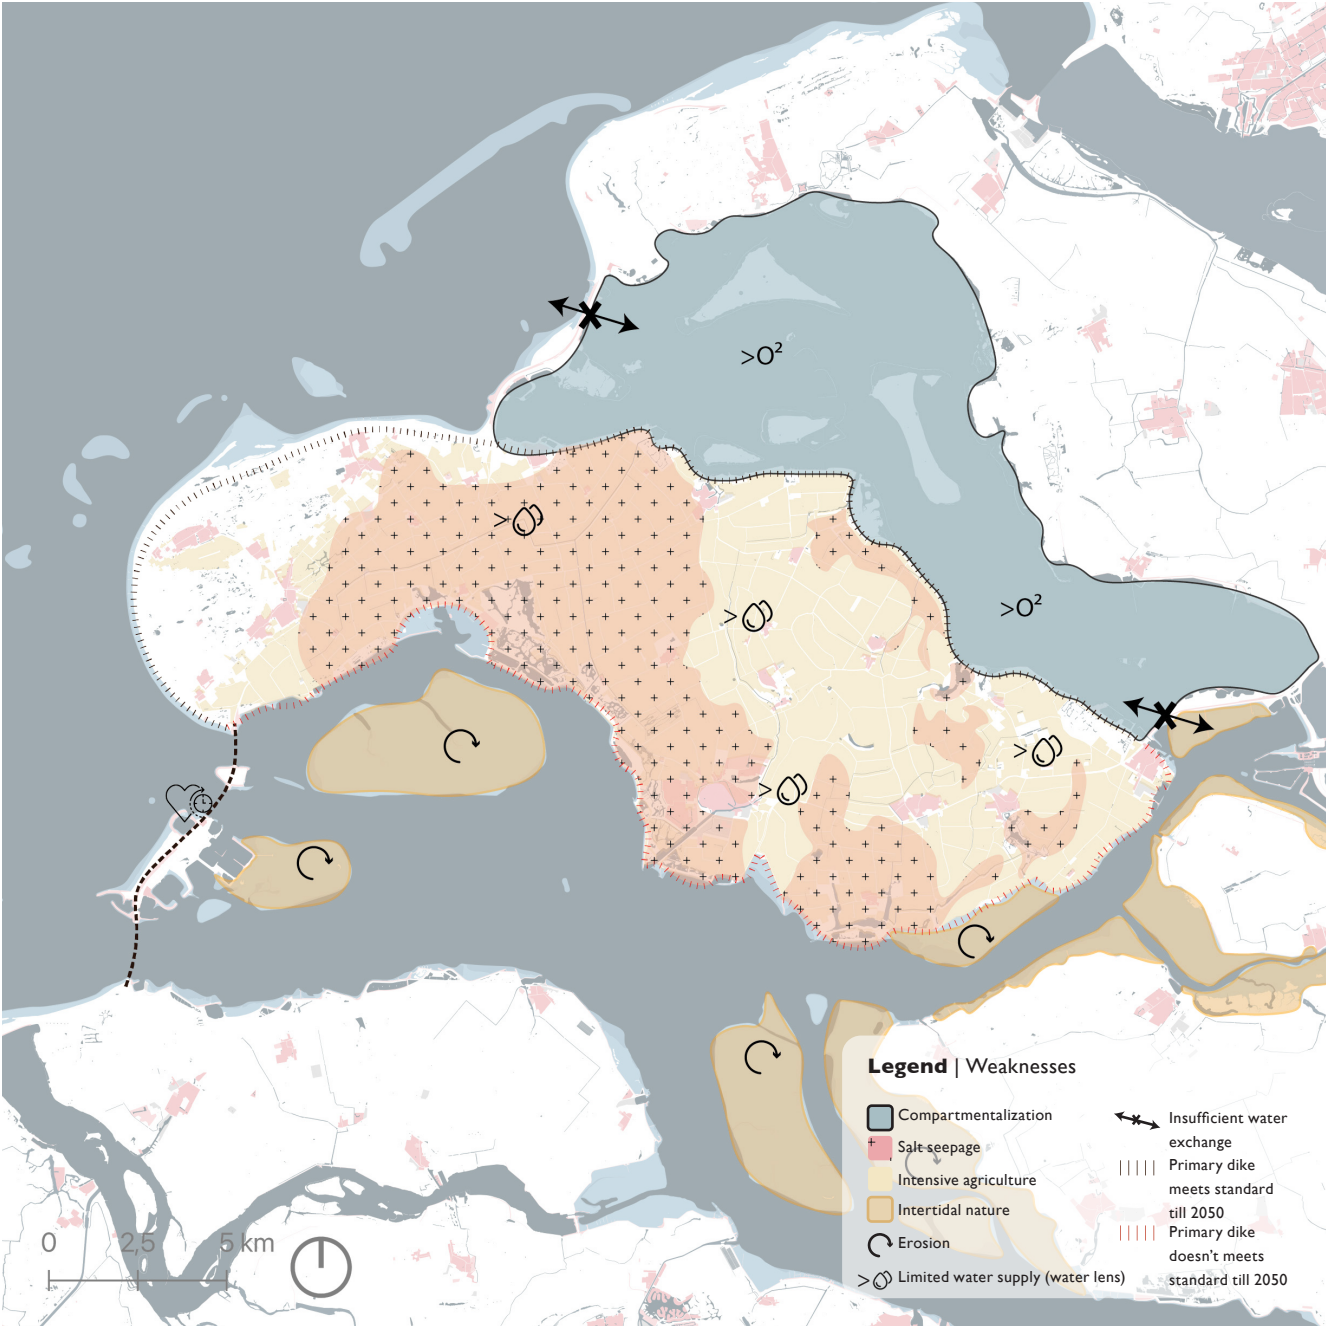 >O²
>O²
>
>
>
>
Legend | Weaknesses
Compartmentalization
Salt seepage
Intensive agriculture
Intertidal nature
Erosion
> Limited water supply (water lens)
Insufficient water
exchange
Primary dike
meets standard
till 2050
Primary dike
doesn't meets
standard till 2050
0 2,5 5 km